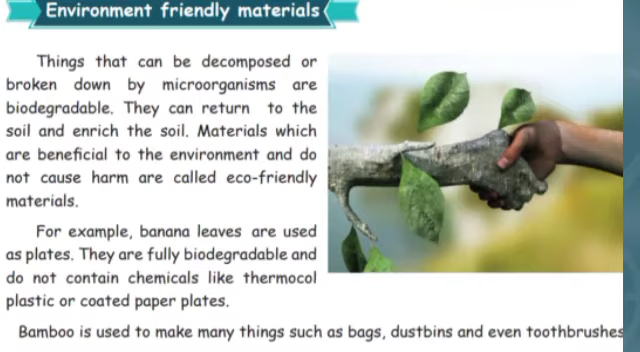 Environment friendly materials
Things that can be decomposed or
broken down by microorganisms are
biodegradable. They can return to the
soil and enrich the soil. Materials which
are beneficial to the environment and do
not cause harm are called eco-friendly
materials.
For example, banana leaves are used
as plates. They are fully biodegradable and
do not contain chemicals like thermocol
plastic or coated paper plates.
Bamboo is used to make many things such as bags, dustbins and even toothbrushes